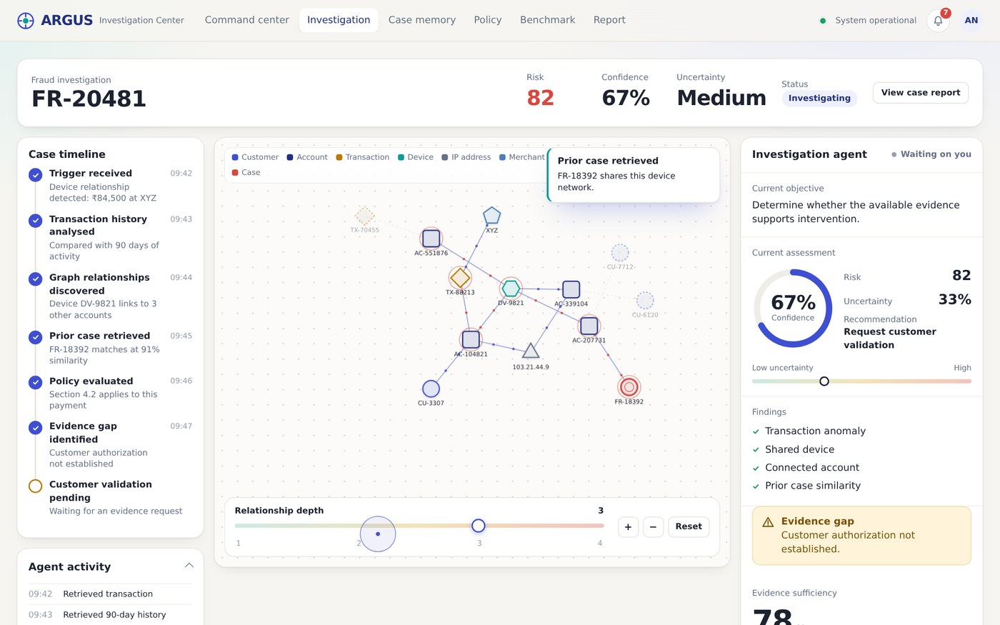 ARGUS Investigation Center Command center Investigation Case memory Policy Benchmark Report System operational 7 AN
Fraud investigation
FR-20481
Risk
82
Confidence
67%
Uncertainty
Medium
Status
Investigating
View case report
Case timeline
Trigger received 09:42
Device relationship
detected: ₹84,500 at XYZ
Transaction history 09:43
analysed
Compared with 90 days of
activity
Graph relationships 09:44
discovered
Device DV-9821 links to 3
other accounts
Prior case retrieved 09:45
FR-18392 matches at 91%
similarity
Policy evaluated 09:46
Section 4.2 applies to this
payment
Evidence gap 09:47
identified
Customer authorization
not established
Customer validation
pending
Waiting for an evidence request
Agent activity
09:42 Retrieved transaction
09:43 Retrieved 90-day history
Customer Account Transaction Device IP address Merchant
Case
Prior case retrieved
FR-18392 shares this device
network.
TX-70455
XYZ
AC-551876
CU-7712
TX-88213
DV-9821
AC-339104
CU-6120
AC-207731
AC-104821
103.21.44.9
CU-3307
FR-18392
Relationship depth 3
1 2 3 4
+ − Reset
Investigation agent Waiting on you
Current objective
Determine whether the available evidence
supports intervention.
Current assessment
67%
Confidence
Risk 82
Uncertainty 33%
Recommendation
Request customer
validation
Low uncertainty High
Findings
Transaction anomaly
Shared device
Connected account
Prior case similarity
Evidence gap
Customer authorization not
established.
Evidence sufficiency
78